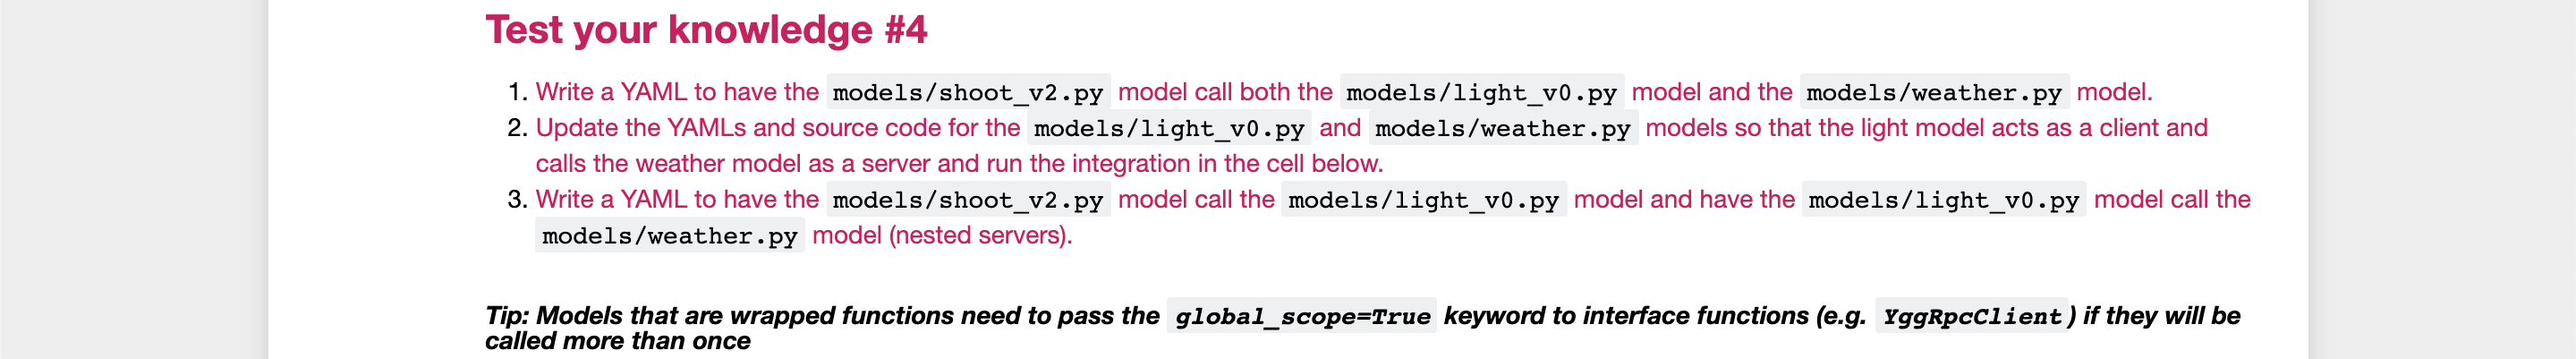 Test your knowledge #4
1. Write a YAML to have the models/shoot_v2.py model call both the models/light_v0.py model and the models/weather.py model.
2. Update the YAMLs and source code for the models/light_v0.py and models/weather.py models so that the light model acts as a client and
calls the weather model as a server and run the integration in the cell below.
3. Write a YAML to have the models/shoot_v2.py model call the models/light_v0.py model and have the models/light_v0.py model call the
models/weather.py model (nested servers).
Tip: Models that are wrapped functions need to pass the global_scope=True keyword to interface functions (e.g. YggRpcClient) if they will be
called more than once